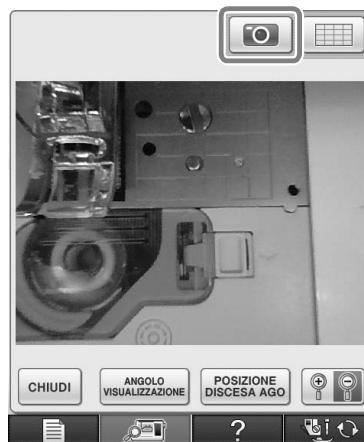 CHIUDI
ANGOLO
VISUALIZZAZIONE
POSIZIONE
DISCESA AGO
?